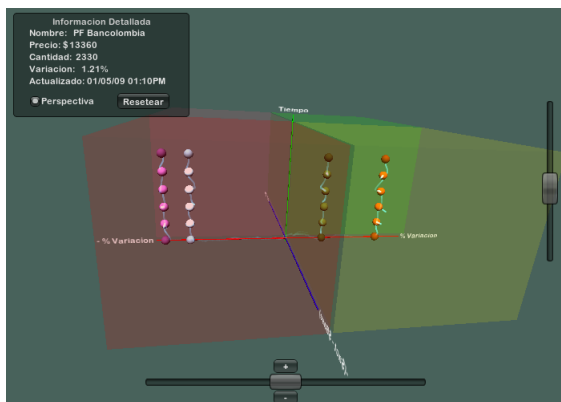 Informacion Detallada
Nombre: PF Bancolombia
Precio: $13360
Cantidad: 2330
Variacion: 1.21%
Actualizado: 01/05/09 01:10PM
Perspectiva
Resetear
Tiempo
- % Variacion
% Variacion
+
-